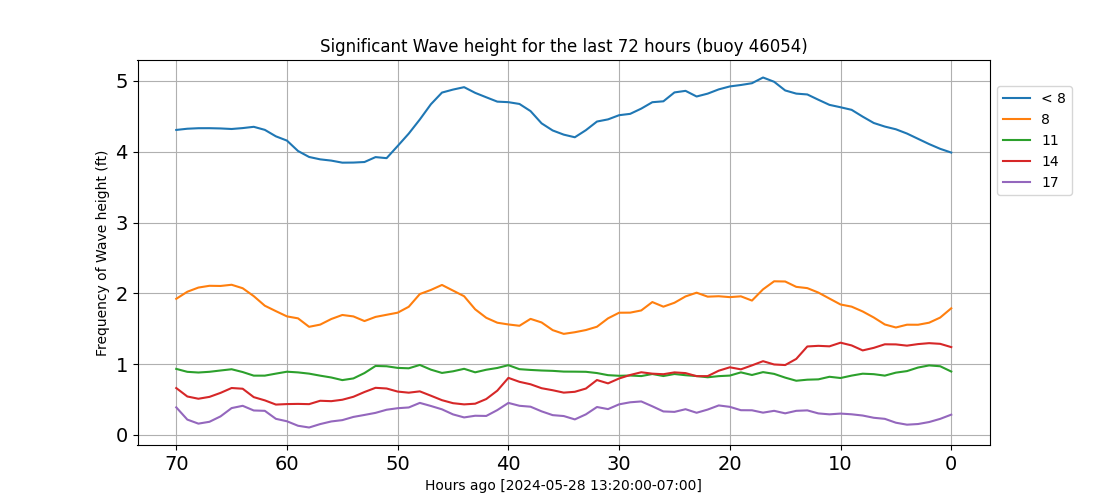 Significant Wave height for the last 72 hours (buoy 46054)
Frequency of Wave height (ft)
5
4
3
2
1
0
70 60 50 40 30 20 10 0
Hours ago [2024-05-28 13:20:00-07:00]
< 8
8
11
14
17